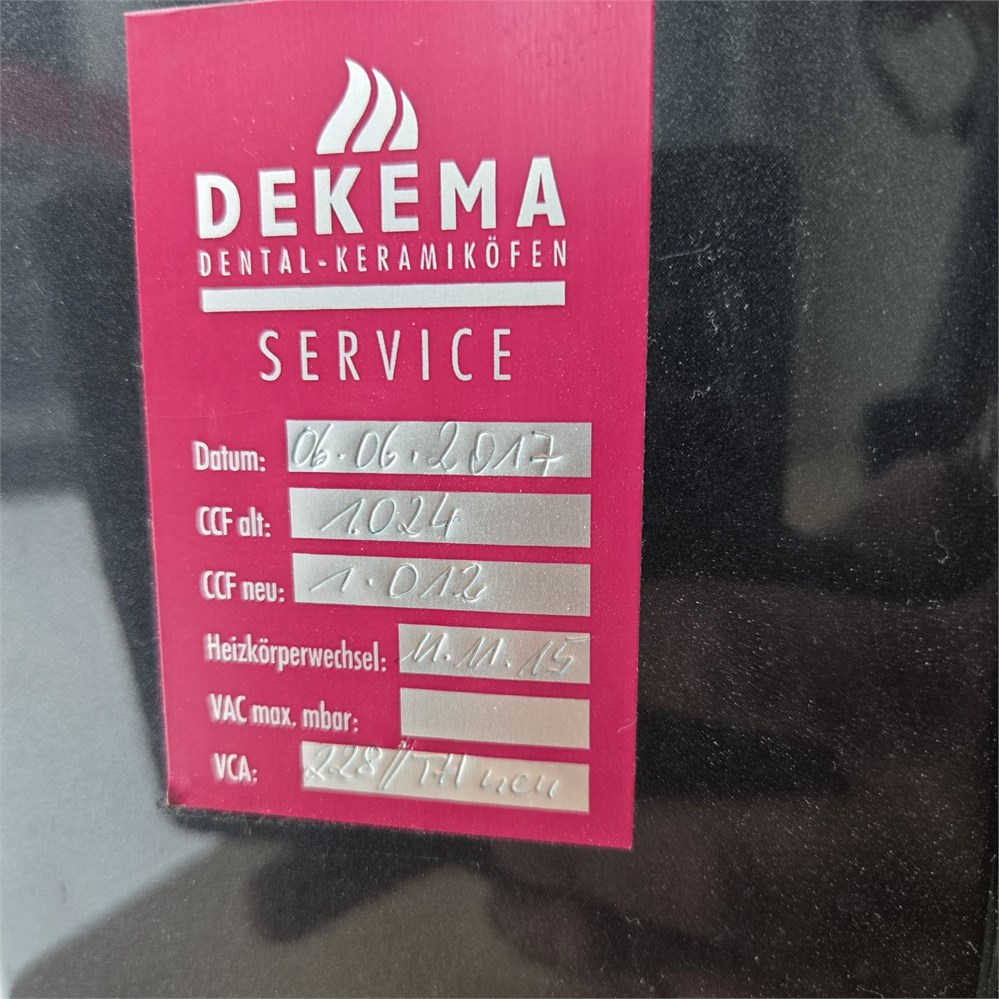 DEKEMA
DENTAL-KERAMIKÖFEN
SERVICE
Datum: 06.06.2017
CCF alt: 1.024
CCF neu: 1.012
Heizkörperwechsel: 11.11.15
VAC max. mbar:
VCA: 228//TH neu